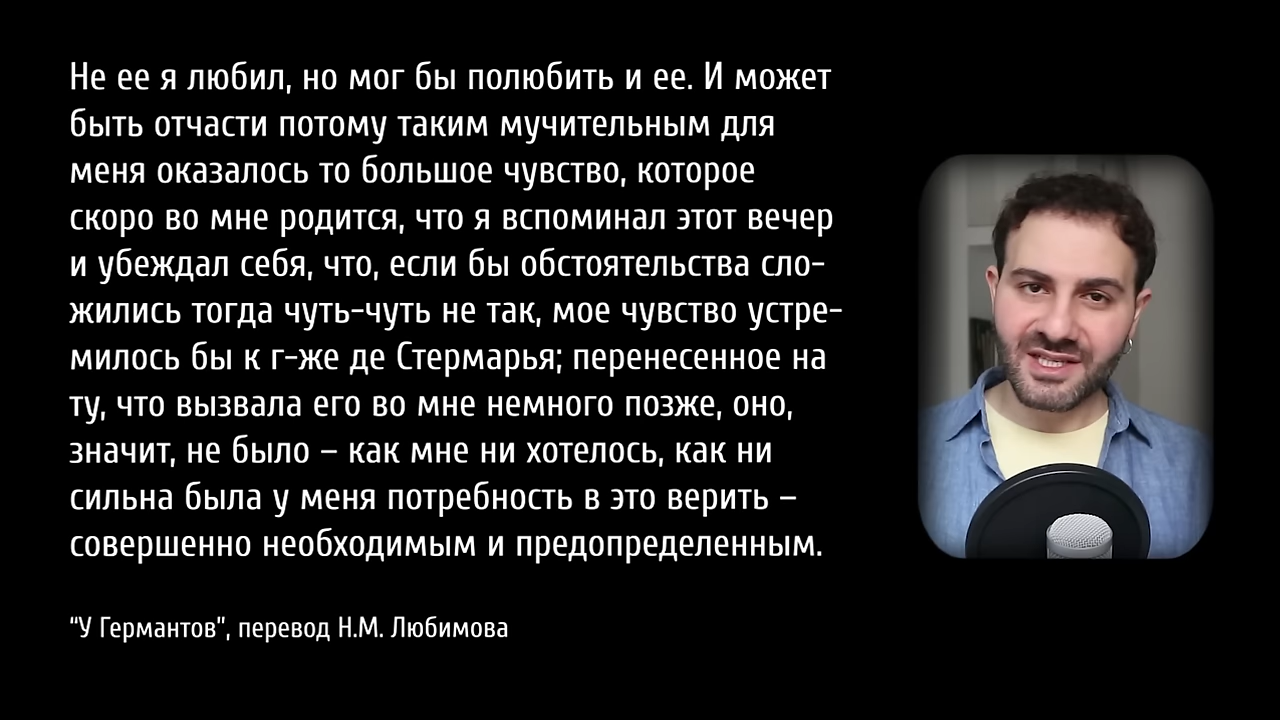 Не ее я любил, но мог бы полюбить и ее. И может
быть отчасти потому таким мучительным для
меня оказалось то большое чувство, которое
скоро во мне родится, что я вспоминал этот вечер
и убеждал себя, что, если бы обстоятельства сло-
жились тогда чуть-чуть не так, мое чувство устре-
милось бы к г-же де Стермарья; перенесенное на
ту, что вызвала его во мне немного позже, оно,
значит, не было – как мне ни хотелось, как ни
сильна была у меня потребность в это верить –
совершенно необходимым и предопределенным.
“У Германтов”, перевод Н.М. Любимова